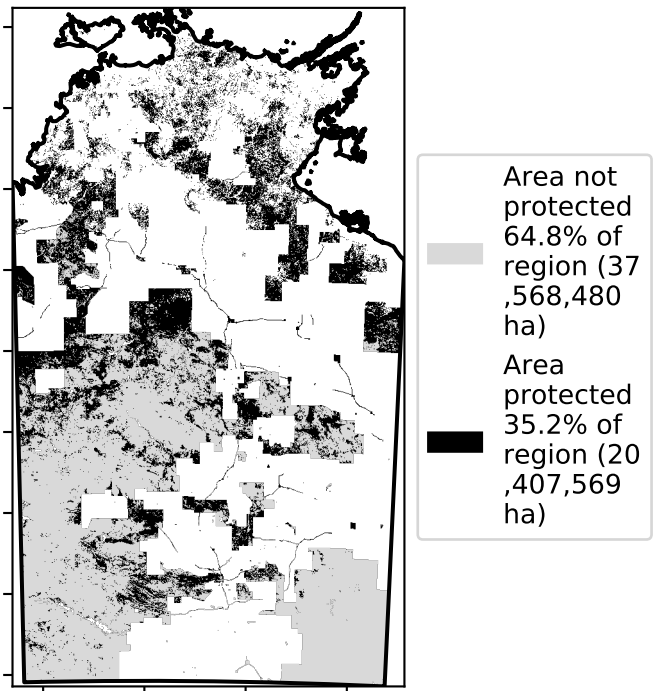 Area not
protected
64.8% of
region (37
,568,480
ha)
Area
protected
35.2% of
region (20
,407,569
ha)